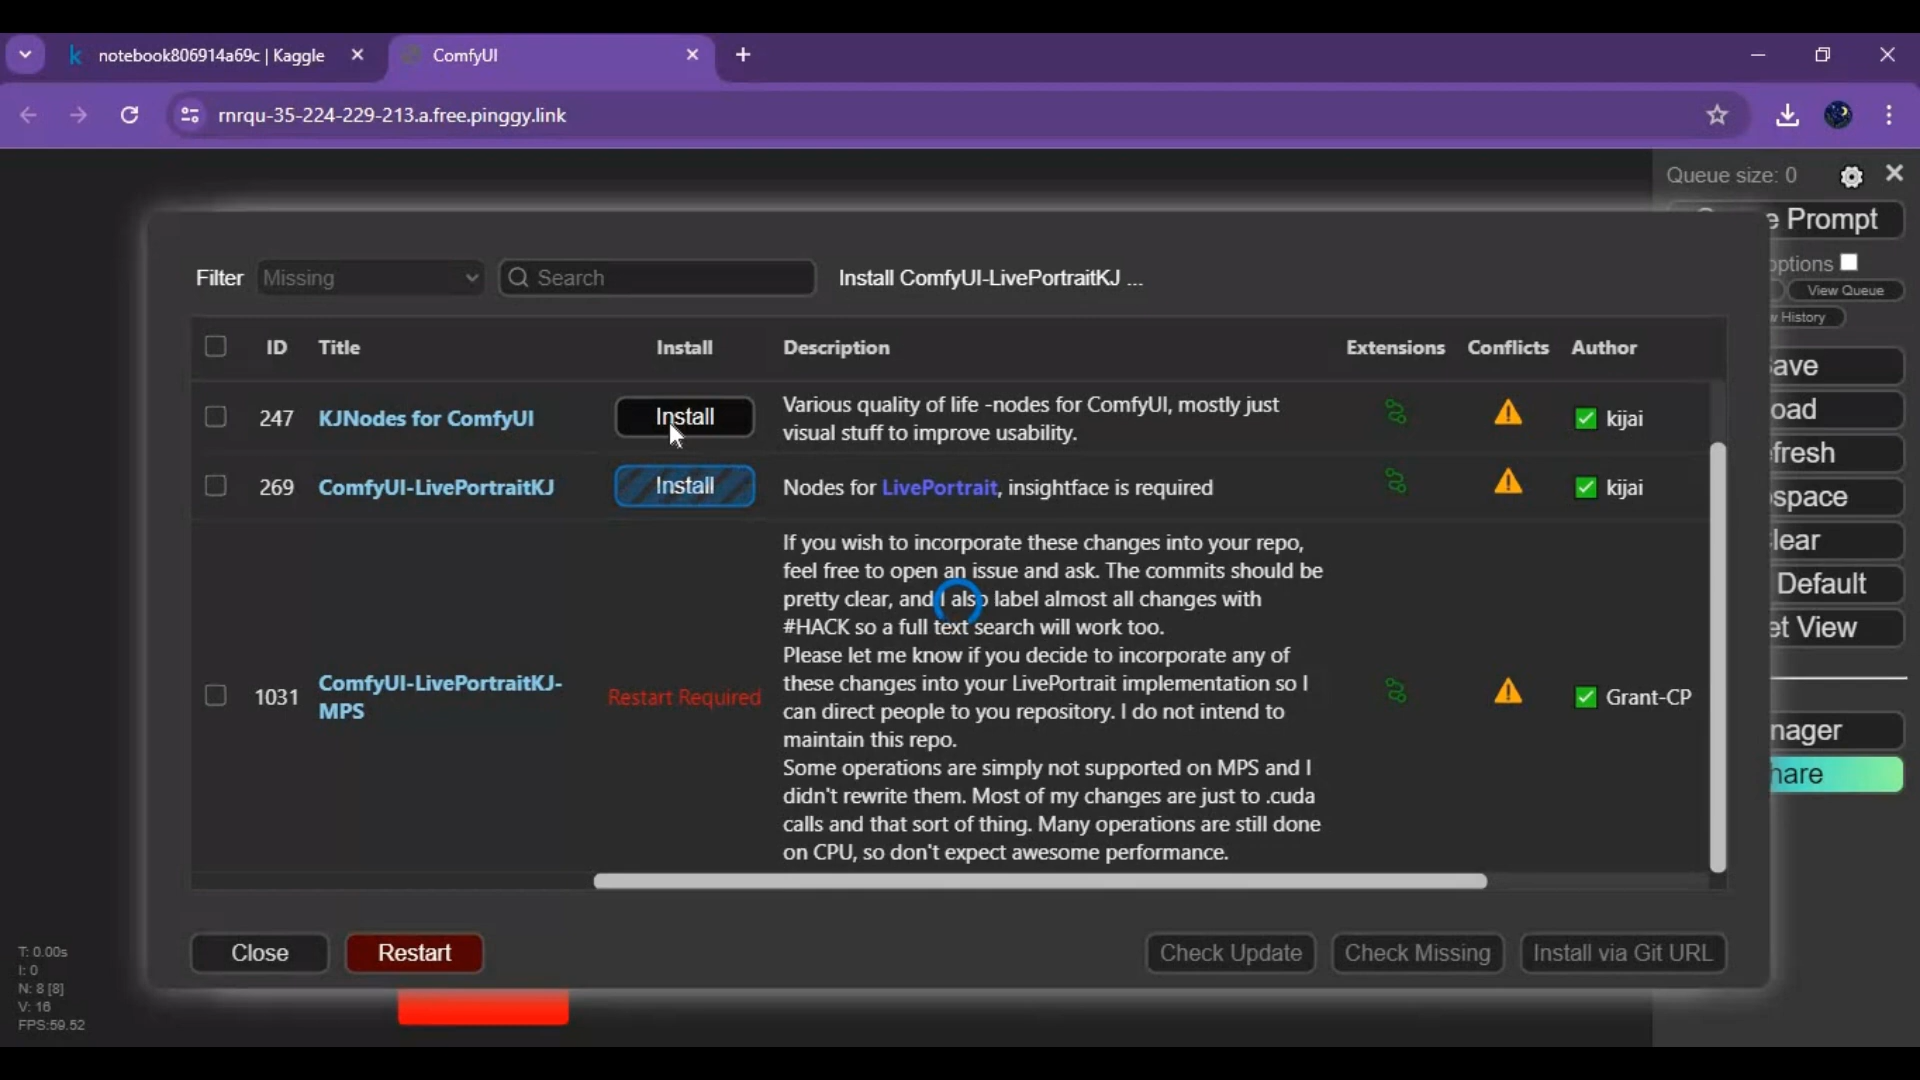 notebook806914a69c | Kaggle
ComfyUI
rnrqu-35-224-229-213.a.free.pinggy.link
Queue size: 0
e Prompt
options
View Queue
w History
Filter
Missing
Search
Install ComfyUI-LivePortraitKJ ...
ID
Title
Install
Description
Extensions
Conflicts
Author
247
KJNodes for ComfyUI
Install
Various quality of life -nodes for ComfyUI, mostly just
visual stuff to improve usability.
kijai
269
ComfyUI-LivePortraitKJ
Install
Nodes for LivePortrait, insightface is required
kijai
1031
ComfyUI-LivePortraitKJ-
MPS
Restart Required
If you wish to incorporate these changes into your repo,
feel free to open an issue and ask. The commits should be
pretty clear, and I also label almost all changes with
#HACK so a full text search will work too.
Please let me know if you decide to incorporate any of
these changes into your LivePortrait implementation so I
can direct people to you repository. I do not intend to
maintain this repo.
Some operations are simply not supported on MPS and I
didn't rewrite them. Most of my changes are just to .cuda
calls and that sort of thing. Many operations are still done
on CPU, so don't expect awesome performance.
Grant-CP
ave
oad
fresh
space
lear
Default
et View
nager
hare
Close
Restart
Check Update
Check Missing
Install via Git URL
T: 0.00s
I: 0
N: 8 [8]
V: 16
FPS:59.52